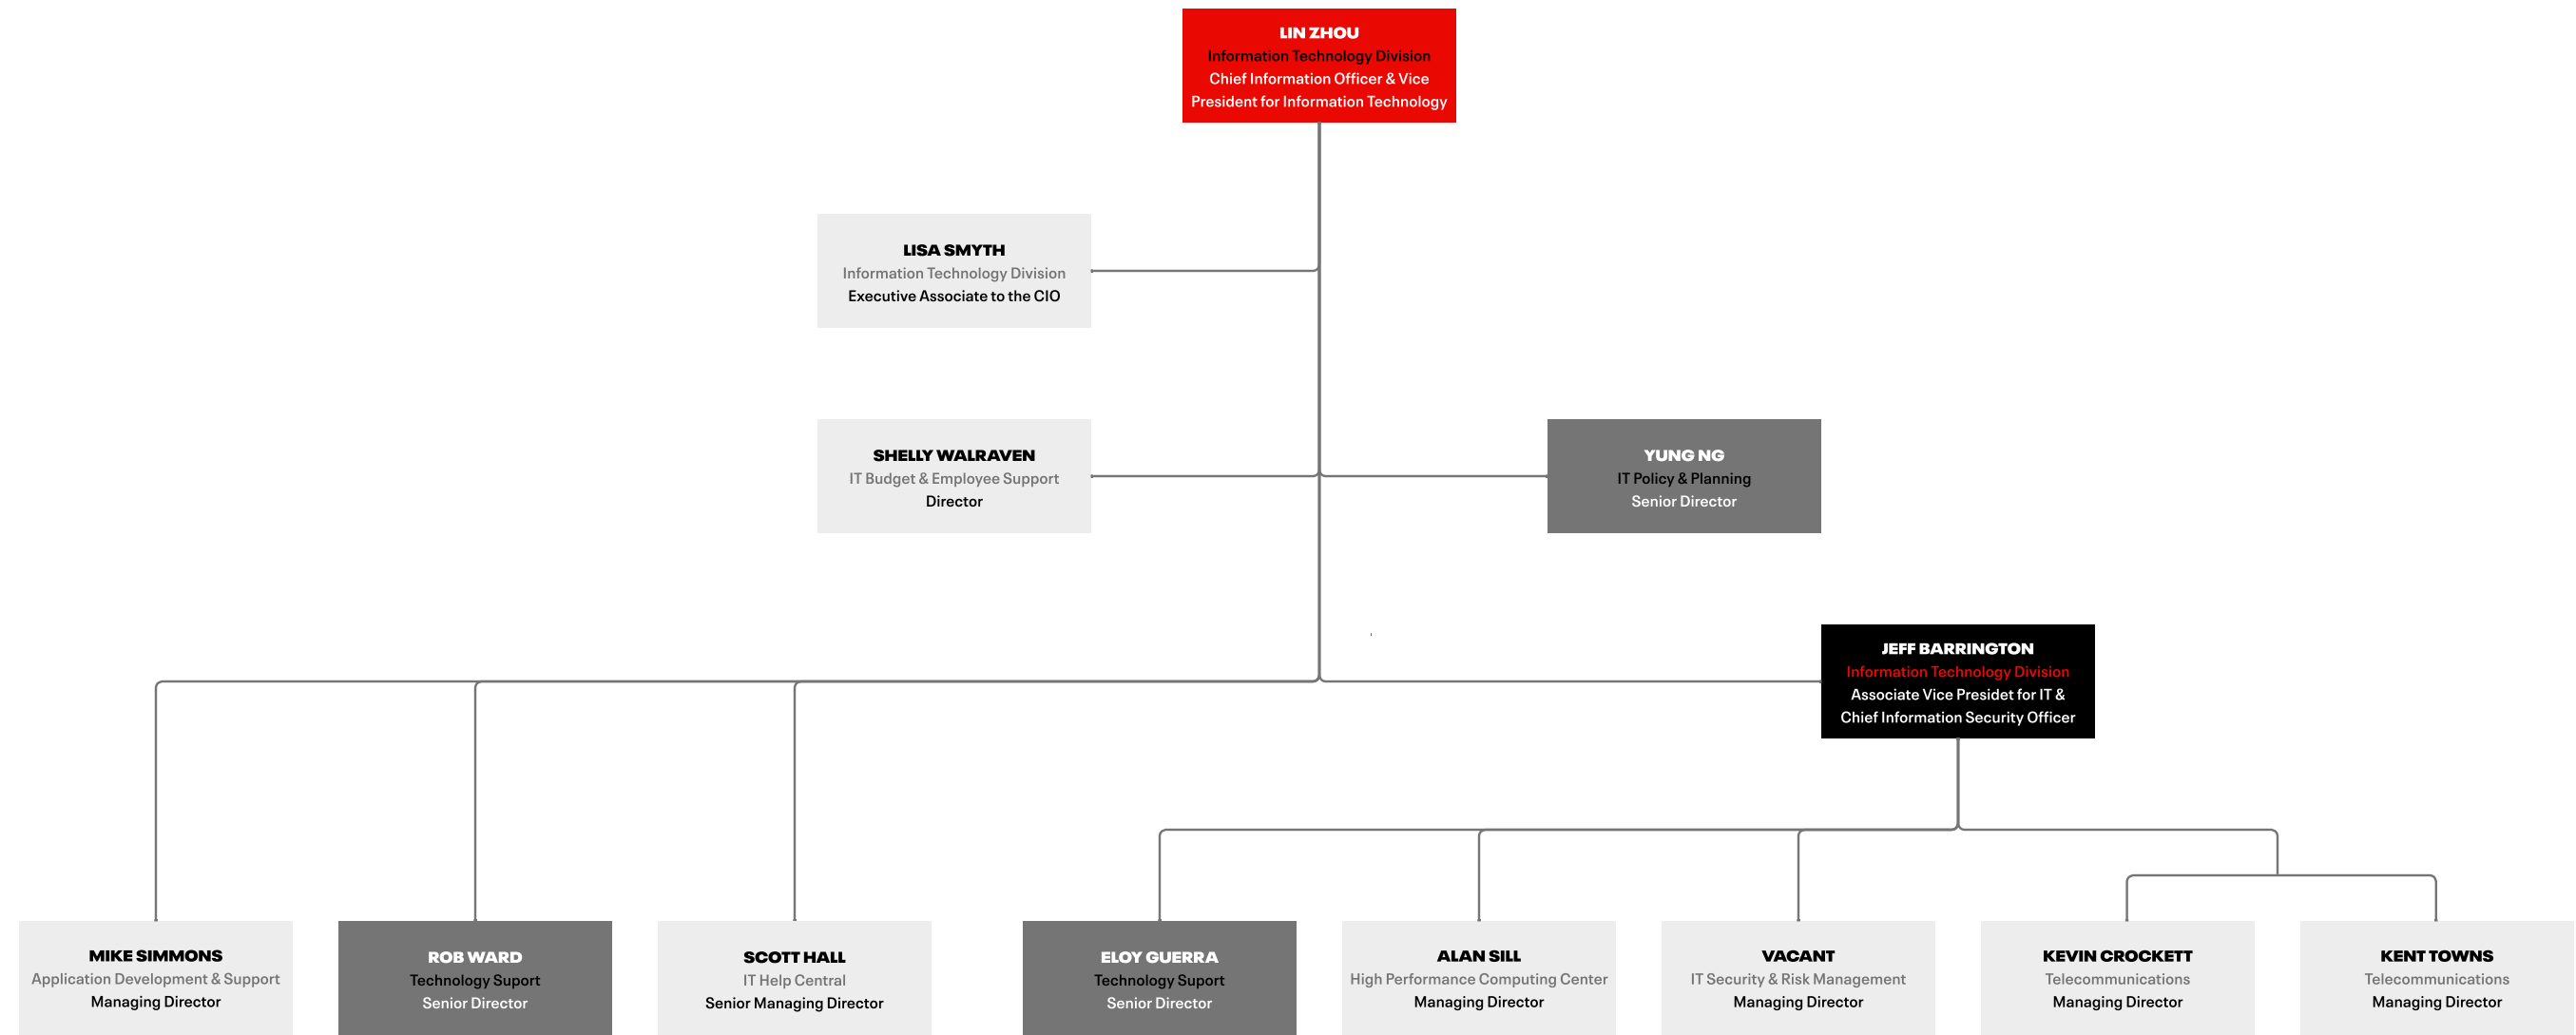 LIN ZHOU
Information Technology Division
Chief Information Officer & Vice
President for Information Technology
LISA SMYTH
Information Technology Division
Executive Associate to the CIO
SHELLY WALRAVEN
IT Budget & Employee Support
Director
YUNG NG
IT Policy & Planning
Senior Director
JEFF BARRINGTON
Information Technology Division
Associate Vice Presidet for IT &
Chief Information Security Officer
MIKE SIMMONS
Application Development & Support
Managing Director
ROB WARD
Technology Suport
Senior Director
SCOTT HALL
IT Help Central
Senior Managing Director
ELOY GUERRA
Technology Suport
Senior Director
ALAN SILL
High Performance Computing Center
Managing Director
VACANT
IT Security & Risk Management
Managing Director
KEVIN CROCKETT
Telecommunications
Managing Director
KENT TOWNS
Telecommunications
Managing Director